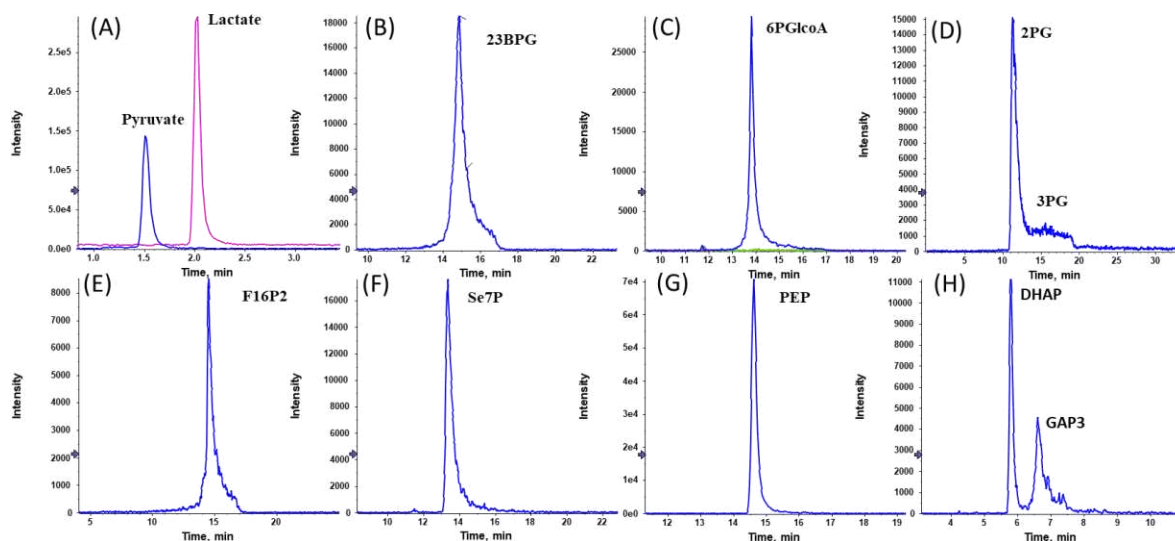 (A)
Lactate
Pyruvate
Intensity
2.5e5
2.0e5
1.5e5
1.0e5
5.0e4
0.0e0
1.0 1.5 2.0 2.5 3.0
Time, min
(B)
23BPG
Intensity
18000
16000
14000
12000
10000
8000
6000
4000
2000
0
10 12 14 16 18 20 22
Time, min
(C)
6PGlcoA
Intensity
25000
20000
15000
10000
5000
0
11 12 13 14 15 16 17 18 19 20
Time, min
(D)
2PG
3PG
Intensity
15000
14000
13000
12000
11000
10000
9000
8000
7000
6000
5000
4000
3000
2000
1000
0
5 10 15 20 25 30
Time, min
(E)
F16P2
Intensity
8000
7000
6000
5000
4000
3000
2000
1000
0
5 10 15 20
Time, min
(F)
Se7P
Intensity
16000
14000
12000
10000
8000
6000
4000
2000
0
10 12 14 16 18 20 22
Time, min
(G)
PEP
Intensity
7e4
6e4
5e4
4e4
3e4
2e4
1e4
0e0
12 13 14 15 16 17 18 19
Time, min
(H)
DHAP
GAP3
Intensity
11000
10000
9000
8000
7000
6000
5000
4000
3000
2000
1000
0
4 5 6 7 8 9 10
Time, min